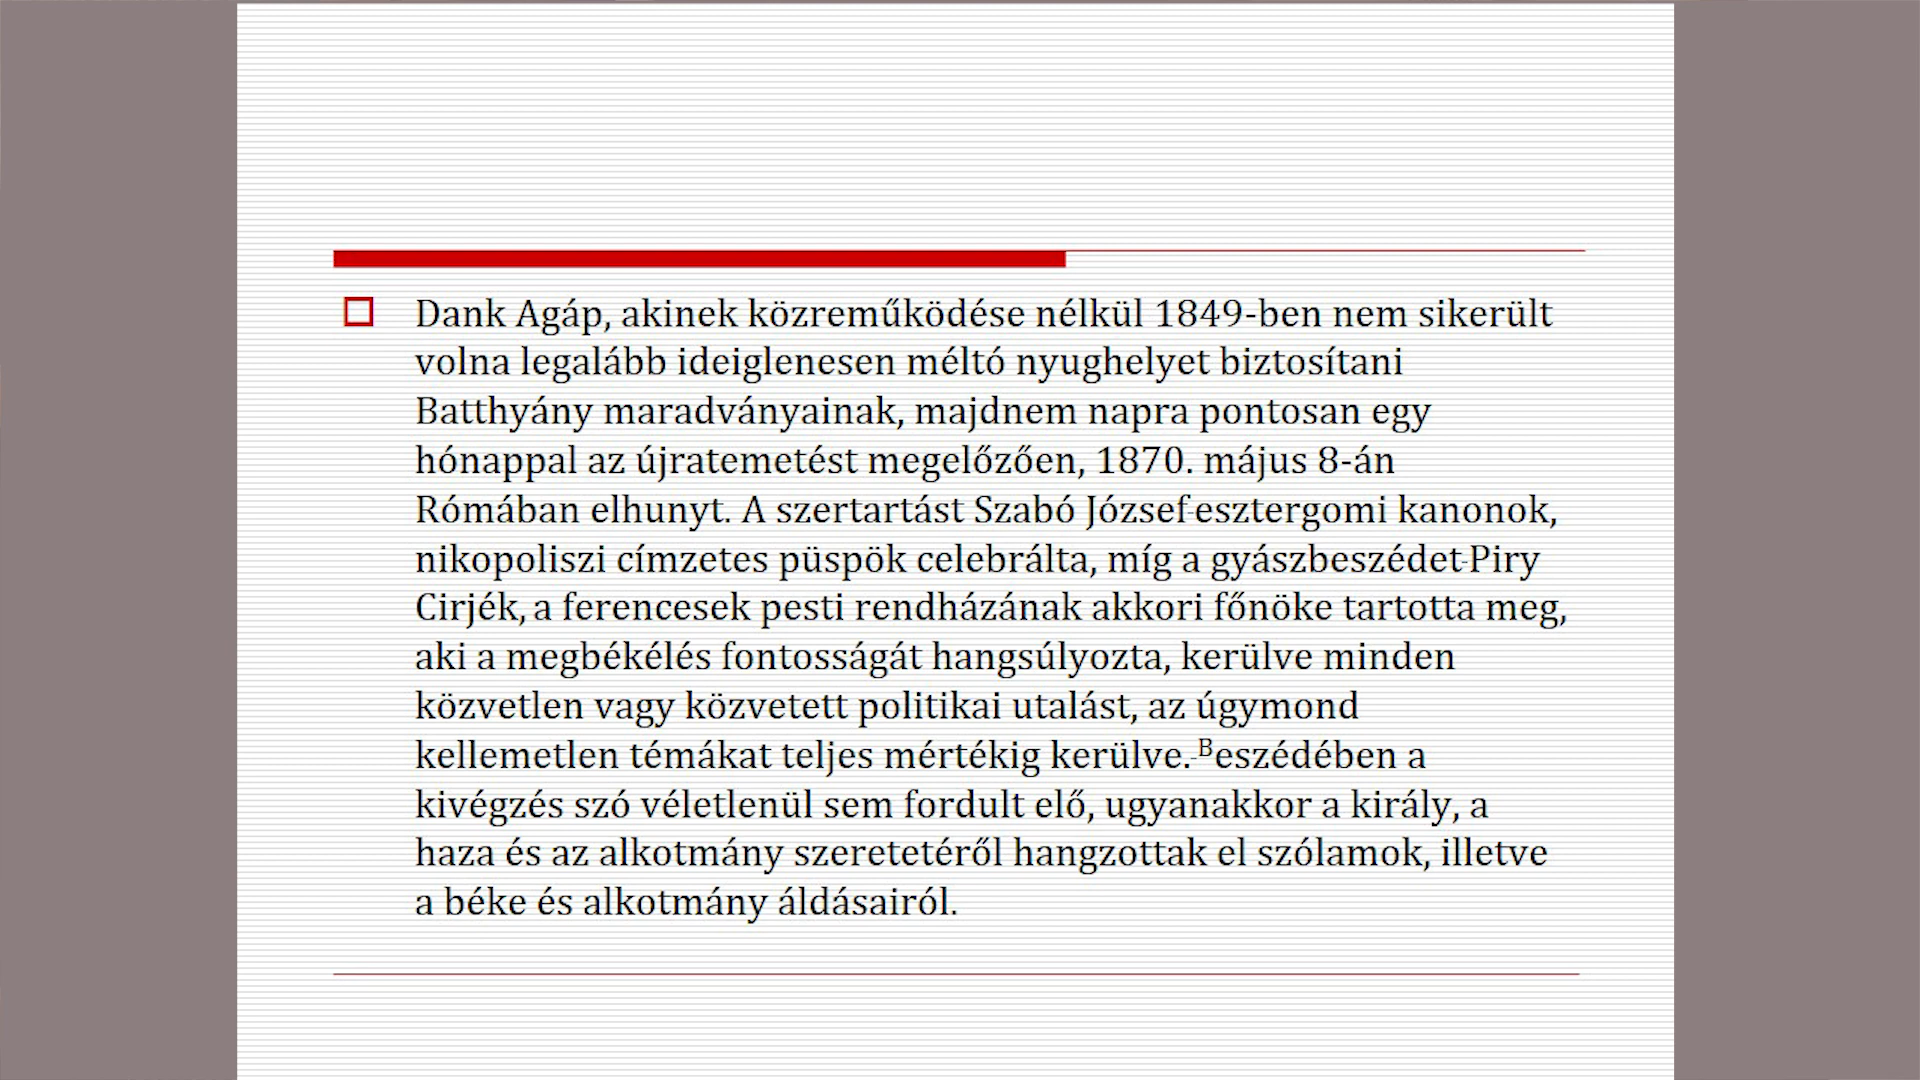 Dank Agáp, akinek közreműködése nélkül 1849-ben nem sikerült
volna legalább ideiglenesen méltó nyughelyet biztosítani
Batthyány maradványainak, majdnem napra pontosan egy
hónappal az újratemetést megelőzően, 1870. május 8-án
Rómában elhunyt. A szertartást Szabó József esztergomi kanonok,
nikopoliszi címzetes püspök celebrálta, míg a gyászbeszédet Piry
Cirjék, a ferencesek pesti rendházának akkori főnöke tartotta meg,
aki a megbékélés fontosságát hangsúlyozta, kerülve minden
közvetlen vagy közvetett politikai utalást, az úgymond
kellemetlen témákat teljes mértékig kerülve. Beszédében a
kivégzés szó véletlenül sem fordult elő, ugyanakkor a király, a
haza és az alkotmány szeretetéről hangzottak el szólamok, illetve
a béke és alkotmány áldásairól.